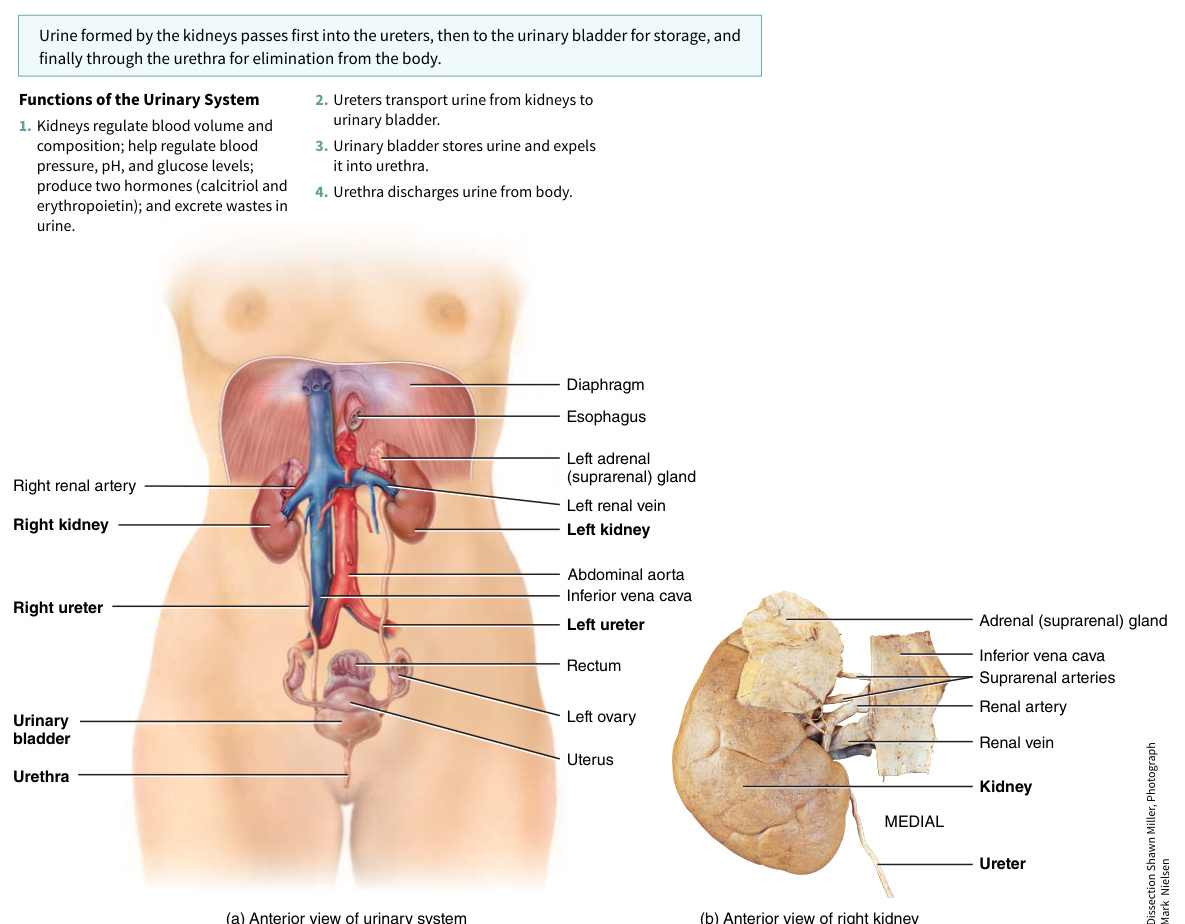 Urine formed by the kidneys passes first into the ureters, then to the urinary bladder for storage, and
finally through the urethra for elimination from the body.
Functions of the Urinary System
1. Kidneys regulate blood volume and
composition; help regulate blood
pressure, pH, and glucose levels;
produce two hormones (calcitriol and
erythropoietin); and excrete wastes in
urine.
2. Ureters transport urine from kidneys to
urinary bladder.
3. Urinary bladder stores urine and expels
it into urethra.
4. Urethra discharges urine from body.
Right renal artery
Right kidney
Right ureter
Urinary
bladder
Urethra
Diaphragm
Esophagus
Left adrenal
(suprarenal) gland
Left renal vein
Left kidney
Abdominal aorta
Inferior vena cava
Left ureter
Rectum
Left ovary
Uterus
(a) Anterior view of urinary system
Adrenal (suprarenal) gland
Inferior vena cava
Suprarenal arteries
Renal artery
Renal vein
Kidney
MEDIAL
Ureter
(b) Anterior view of right kidney
Dissection Shawn Miller, Photograph
Mark Nielsen